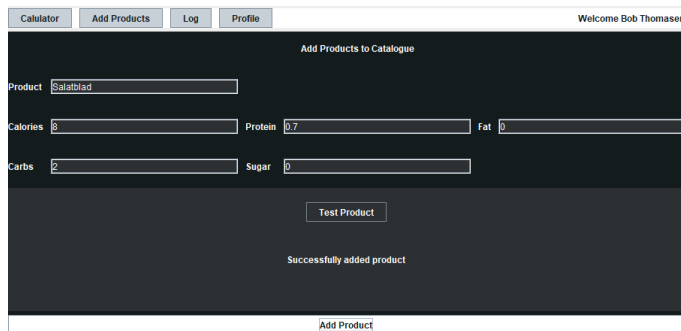 Calulator Add Products Log Profile Welcome Bob Thomasen
Add Products to Catalogue
Product Salatblad
Calories 8 Protein 0.7 Fat 0
Carbs 2 Sugar 0
Test Product
Successfully added product
Add Product